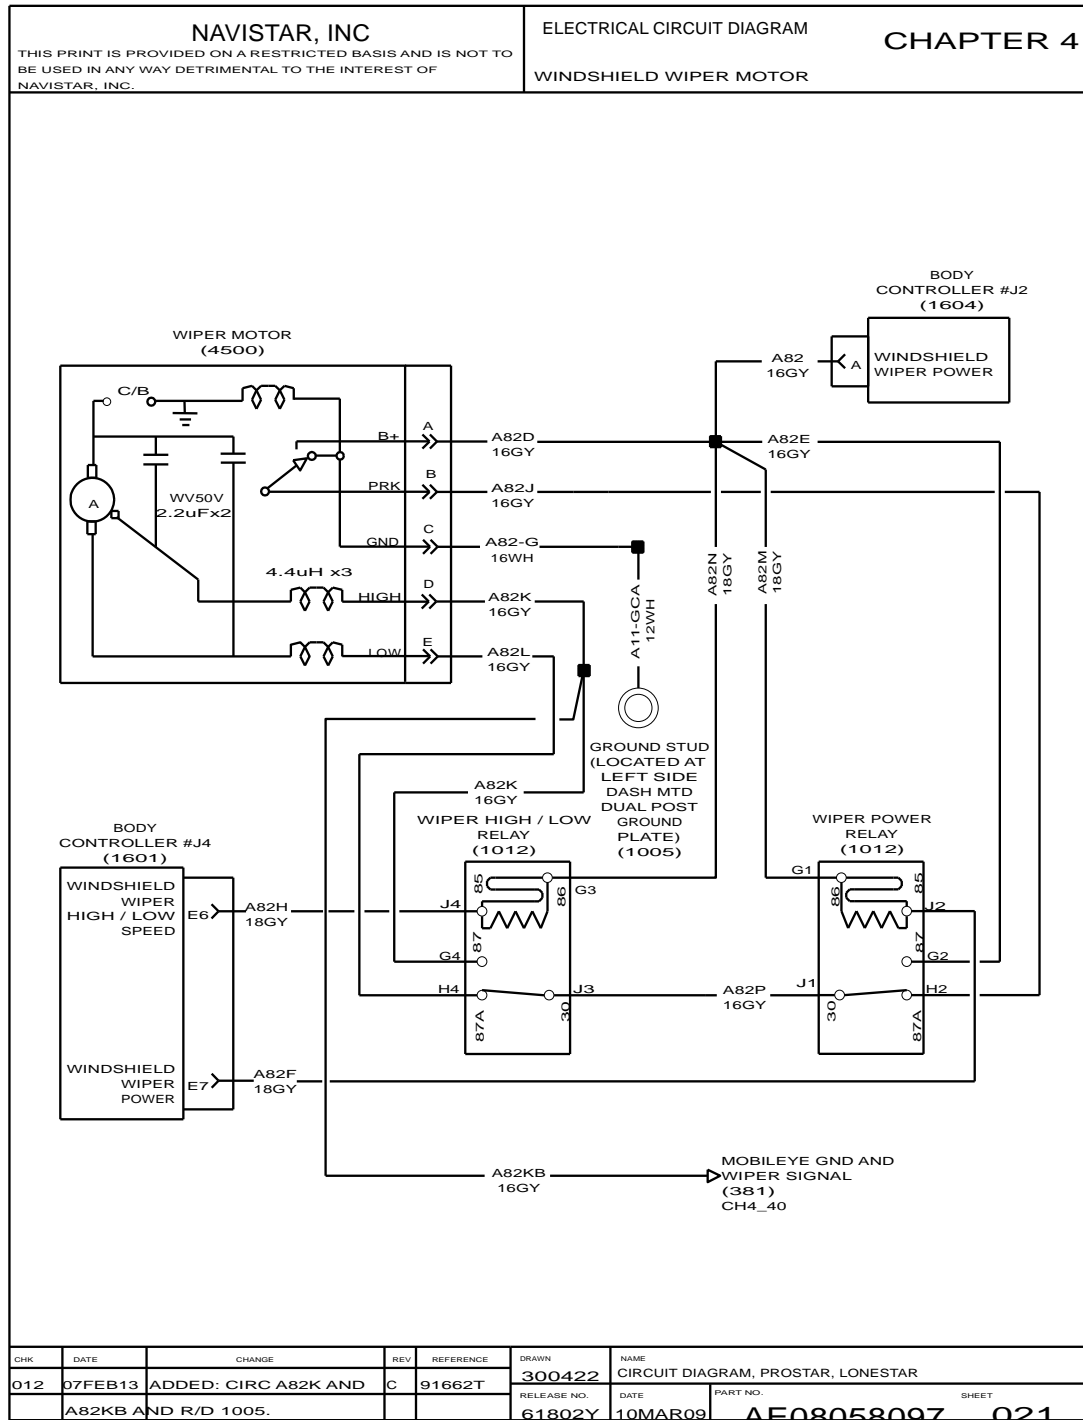 NAVISTAR, INC
THIS PRINT IS PROVIDED ON A RESTRICTED BASIS AND IS NOT TO
BE USED IN ANY WAY DETRIMENTAL TO THE INTEREST OF
NAVISTAR, INC.
ELECTRICAL CIRCUIT DIAGRAM
WINDSHIELD WIPER MOTOR
CHAPTER 4
BODY
CONTROLLER #J2
(1604)
A
WINDSHIELD
WIPER POWER
A82
16GY
WIPER MOTOR
(4500)
C/B
A
WV50V
2.2uFx2
4.4uH x3
B+
PRK
GND
HIGH
LOW
A
B
C
D
E
A82D
16GY
A82E
16GY
A82J
16GY
A82-G
16WH
A82K
16GY
A82L
16GY
A11-GCA
12WH
A82N
18GY
A82M
18GY
GROUND STUD
(LOCATED AT
LEFT SIDE
DASH MTD
DUAL POST
GROUND
PLATE)
(1005)
A82K
16GY
WIPER HIGH / LOW
RELAY
(1012)
85
86
G3
J4
87
G4
H4
J3
87A
30
WIPER POWER
RELAY
(1012)
G1
86
85
J2
87
G2
J1
H2
30
87A
A82P
16GY
BODY
CONTROLLER #J4
(1601)
WINDSHIELD
WIPER
HIGH / LOW
SPEED
E6
A82H
18GY
WINDSHIELD
WIPER
POWER
E7
A82F
18GY
A82KB
16GY
MOBILEYE GND AND
WIPER SIGNAL
(381)
CH4_40
CHK DATE CHANGE REV REFERENCE
012 07FEB13 ADDED: CIRC A82K AND C 91662T
A82KB AND R/D 1005.
DRAWN
300422
NAME
CIRCUIT DIAGRAM, PROSTAR, LONESTAR
RELEASE NO.
61802Y
DATE
10MAR09
PART NO.
AE08058097
SHEET
021